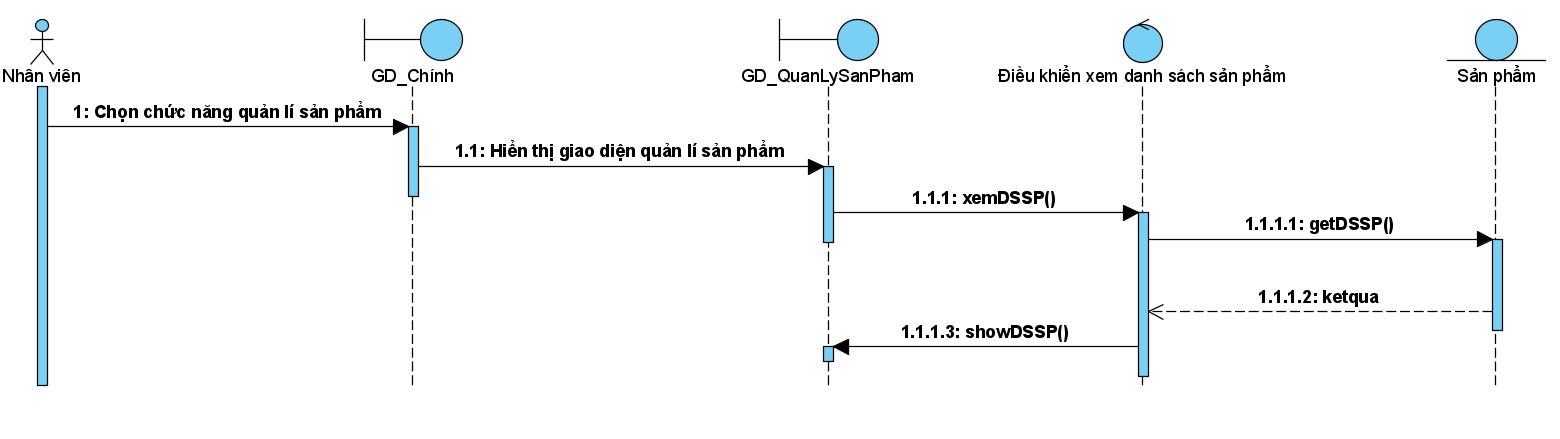 Nhân viên
GD_Chính
GD_QuanLySanPham
Điều khiển xem danh sách sản phẩm
Sản phẩm
1: Chọn chức năng quản lí sản phẩm
1.1: Hiển thị giao diện quản lí sản phẩm
1.1.1: xemDSSP()
1.1.1.1: getDSSP()
1.1.1.2: ketqua
1.1.1.3: showDSSP()